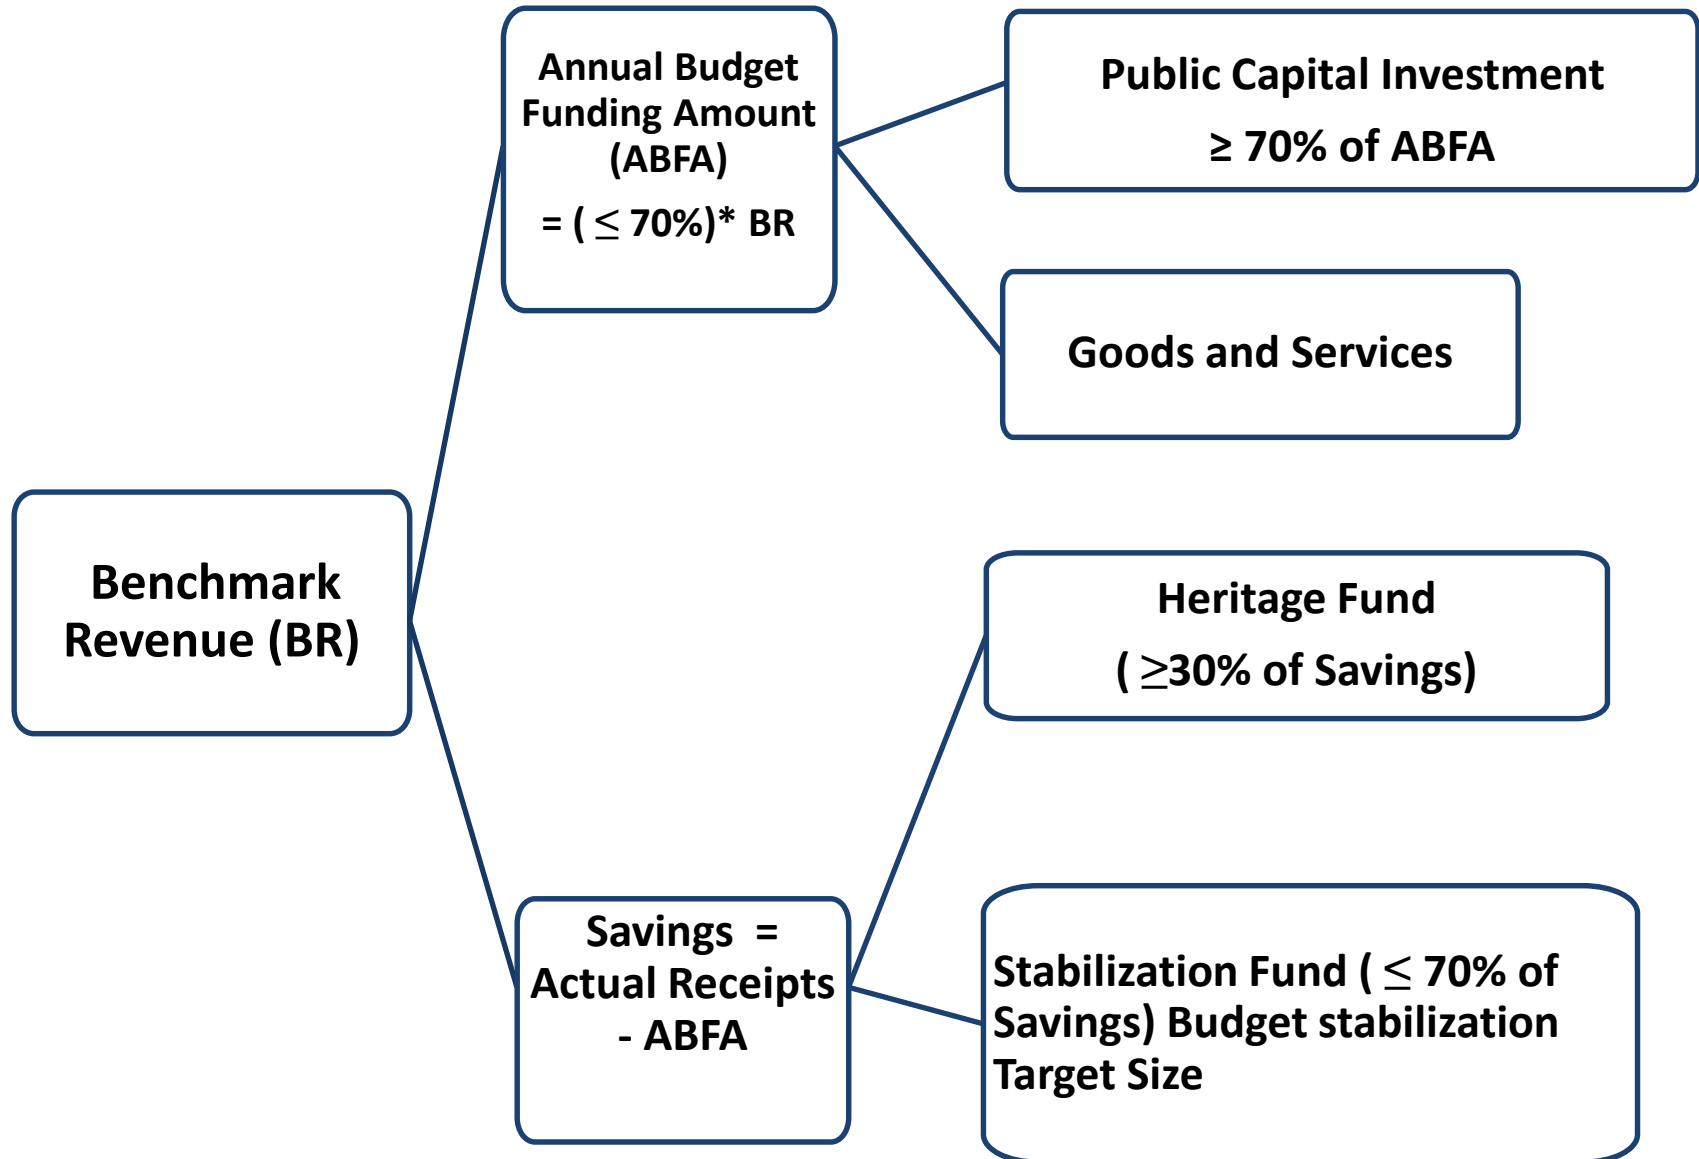 Annual Budget
Funding Amount
(ABFA)
= ( ≤ 70%)* BR
Public Capital Investment
≥ 70% of ABFA
Goods and Services
Benchmark
Revenue (BR)
Heritage Fund
( ≥30% of Savings)
Savings =
Actual Receipts
- ABFA
Stabilization Fund ( ≤ 70% of
Savings) Budget stabilization
Target Size